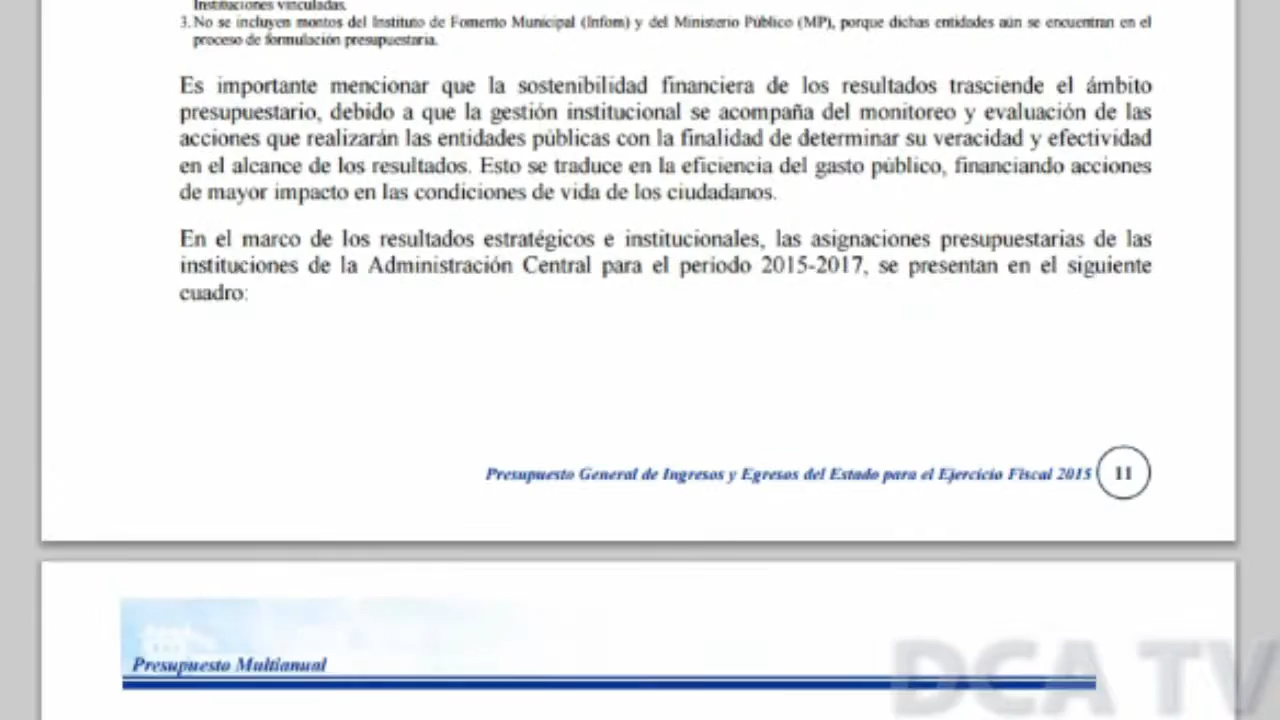 Instituciones vinculadas.
3. No se incluyen montos del Instituto de Fomento Municipal (Infom) y del Ministerio Público (MP), porque dichas entidades aún se encuentran en el
proceso de formulación presupuestaria.
Es importante mencionar que la sostenibilidad financiera de los resultados trasciende el ámbito
presupuestario, debido a que la gestión institucional se acompaña del monitoreo y evaluación de las
acciones que realizarán las entidades públicas con la finalidad de determinar su veracidad y efectividad
en el alcance de los resultados. Esto se traduce en la eficiencia del gasto público, financiando acciones
de mayor impacto en las condiciones de vida de los ciudadanos.
En el marco de los resultados estratégicos e institucionales, las asignaciones presupuestarias de las
instituciones de la Administración Central para el periodo 2015-2017, se presentan en el siguiente
cuadro:
Presupuesto General de Ingresos y Egresos del Estado para el Ejercicio Fiscal 2015 11
Presupuesto Multianual
DCA TV